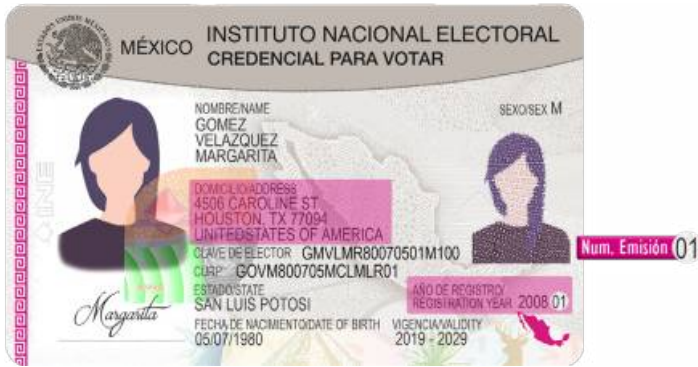 MÉXICO
INSTITUTO NACIONAL ELECTORAL
CREDENCIAL PARA VOTAR
NOMBRE/NAME
GOMEZ
VELAZQUEZ
MARGARITA
SEXO/SEX M
DOMICILIO/ADDRESS
4506 CAROLINE ST
HOUSTON, TX 77094
UNITEDSTATES OF AMERICA
CLAVE DE ELECTOR GMVLMR80070501M100
CURP GOVM800705MCLMLR01
ESTADO/STATE
SAN LUIS POTOSI
AÑO DE REGISTRO/
REGISTRATION YEAR 2008 01
FECHA DE NACIMIENTO/DATE OF BIRTH
05/07/1980
VIGENCIA/VALIDITY
2019 - 2029
Margarita
INE
Num. Emisión 01